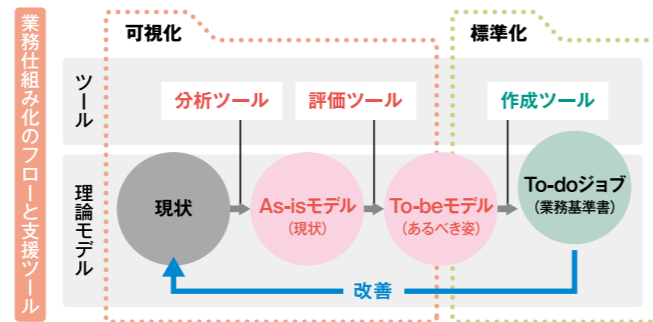 業務仕組み化のフローと支援ツール
可視化
標準化
ツール
分析ツール
評価ツール
作成ツール
理論モデル
現状
As-isモデル
（現状）
To-beモデル
（あるべき姿）
To-doジョブ
（業務基準書）
改善